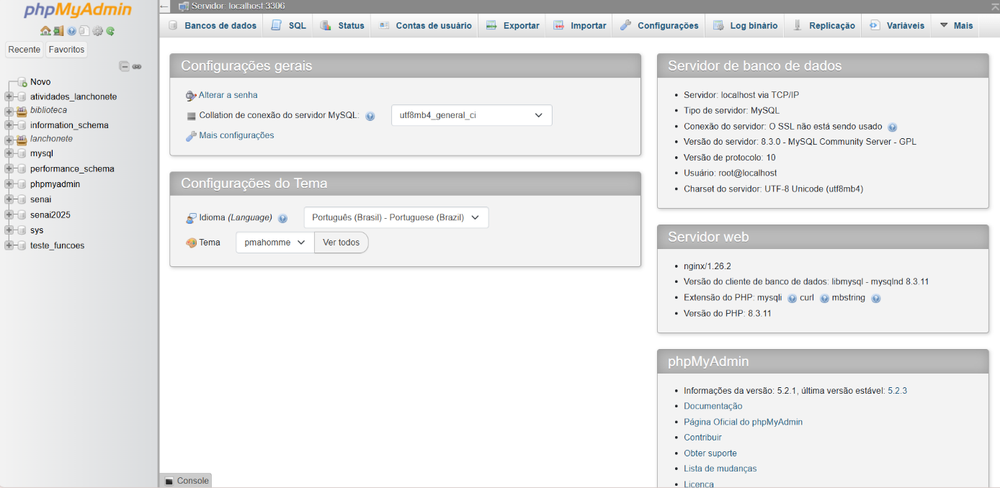 phpMyAdmin
Recente Favoritos
Novo
atividades_lanchonete
biblioteca
information_schema
lanchonete
mysql
performance_schema
phpmyadmin
senai
senai2025
sys
teste_funcoes
Servidor: localhost:3306
Bancos de dados SQL Status Contas de usuário Exportar Importar Configurações Log binário Replicação Variáveis Mais
Configurações gerais
Alterar a senha
Collation de conexão do servidor MySQL: utf8mb4_general_ci
Mais configurações
Configurações do Tema
Idioma (Language) Português (Brasil) - Portuguese (Brazil)
Tema pmahomme Ver todos
Servidor de banco de dados
• Servidor: localhost via TCP/IP
• Tipo de servidor: MySQL
• Conexão do servidor: O SSL não está sendo usado
• Versão do servidor: 8.3.0 - MySQL Community Server - GPL
• Versão de protocolo: 10
• Usuário: root@localhost
• Charset do servidor: UTF-8 Unicode (utf8mb4)
Servidor web
• nginx/1.26.2
• Versão do cliente de banco de dados: libmysql - mysqlnd 8.3.11
• Extensão do PHP: mysqli curl mbstring
• Versão do PHP: 8.3.11
phpMyAdmin
• Informações da versão: 5.2.1, última versão estável: 5.2.3
• Documentação
• Página Oficial do phpMyAdmin
• Contribuir
• Obter suporte
• Lista de mudanças
• Licença
Console